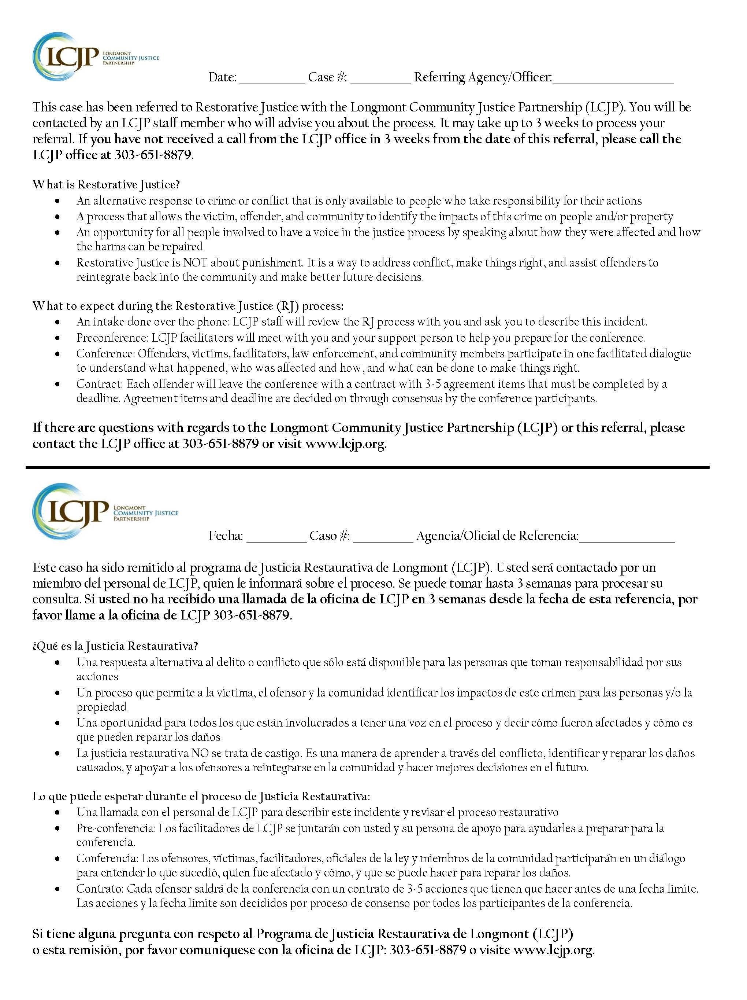 LCJP LONGMONT
COMMUNITY JUSTICE
PARTNERSHIP
Date: ___________ Case #: __________ Referring Agency/Officer:____________________
This case has been referred to Restorative Justice with the Longmont Community Justice Partnership (LCJP). You will be
contacted by an LCJP staff member who will advise you about the process. It may take up to 3 weeks to process your
referral. If you have not received a call from the LCJP office in 3 weeks from the date of this referral, please call the
LCJP office at 303-651-8879.
What is Restorative Justice?
• An alternative response to crime or conflict that is only available to people who take responsibility for their actions
• A process that allows the victim, offender, and community to identify the impacts of this crime on people and/or property
• An opportunity for all people involved to have a voice in the justice process by speaking about how they were affected and how
the harms can be repaired
• Restorative Justice is NOT about punishment. It is a way to address conflict, make things right, and assist offenders to
reintegrate back into the community and make better future decisions.
What to expect during the Restorative Justice (RJ) process:
• An intake done over the phone: LCJP staff will review the RJ process with you and ask you to describe this incident.
• Preconference: LCJP facilitators will meet with you and your support person to help you prepare for the conference.
• Conference: Offenders, victims, facilitators, law enforcement, and community members participate in one facilitated dialogue
to understand what happened, who was affected and how, and what can be done to make things right.
• Contract: Each offender will leave the conference with a contract with 3-5 agreement items that must be completed by a
deadline. Agreement items and deadline are decided on through consensus by the conference participants.
If there are questions with regards to the Longmont Community Justice Partnership (LCJP) or this referral, please
contact the LCJP office at 303-651-8879 or visit www.lcjp.org.
LCJP LONGMONT
COMMUNITY JUSTICE
PARTNERSHIP
Fecha: __________ Caso #: __________ Agencia/Oficial de Referencia:________________
Este caso ha sido remitido al programa de Justicia Restaurativa de Longmont (LCJP). Usted será contactado por un
miembro del personal de LCJP, quien le informará sobre el proceso. Se puede tomar hasta 3 semanas para procesar su
consulta. Si usted no ha recibido una llamada de la oficina de LCJP en 3 semanas desde la fecha de esta referencia, por
favor llame a la oficina de LCJP 303-651-8879.
¿Qué es la Justicia Restaurativa?
• Una respuesta alternativa al delito o conflicto que sólo está disponible para las personas que toman responsabilidad por sus
acciones
• Un proceso que permite a la víctima, el ofensor y la comunidad identificar los impactos de este crimen para las personas y/o la
propiedad
• Una oportunidad para todos los que están involucrados a tener una voz en el proceso y decir cómo fueron afectados y cómo es
que pueden reparar los daños
• La justicia restaurativa NO se trata de castigo. Es una manera de aprender a través del conflicto, identificar y reparar los daños
causados, y apoyar a los ofensores a reintegrarse en la comunidad y hacer mejores decisiones en el futuro.
Lo que puede esperar durante el proceso de Justicia Restaurativa:
• Una llamada con el personal de LCJP para describir este incidente y revisar el proceso restaurativo
• Pre-conferencia: Los facilitadores de LCJP se juntarán con usted y su persona de apoyo para ayudarles a preparar para la
conferencia.
• Conferencia: Los ofensores, víctimas, facilitadores, oficiales de la ley y miembros de la comunidad participarán en un diálogo
para entender lo que sucedió, quien fue afectado y cómo, y que se puede hacer para reparar los daños.
• Contrato: Cada ofensor saldrá de la conferencia con un contrato de 3-5 acciones que tienen que hacer antes de una fecha límite.
Las acciones y la fecha límite son decididos por proceso de consenso por todos los participantes de la conferencia.
Si tiene alguna pregunta con respeto al Programa de Justicia Restaurativa de Longmont (LCJP)
o esta remisión, por favor comuníquese con la oficina de LCJP: 303-651-8879 o visite www.lcjp.org.